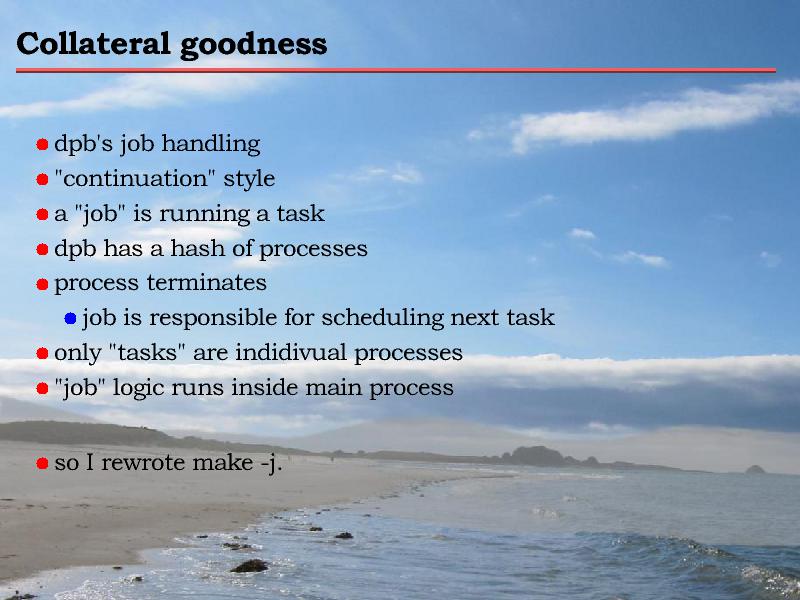 Collateral goodness
dpb's job handling
"continuation" style
a "job" is running a task
dpb has a hash of processes
process terminates
job is responsible for scheduling next task
only "tasks" are indidivual processes
"job" logic runs inside main process
so I rewrote make -j.